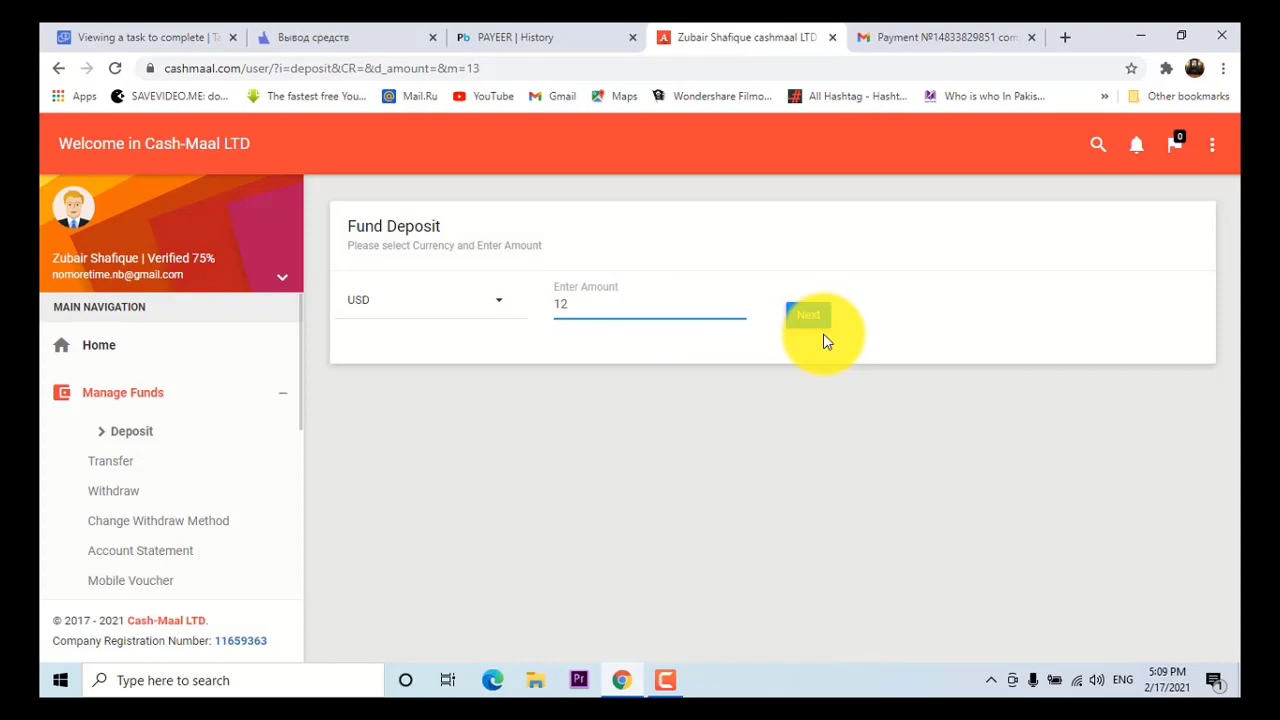 Viewing a task to complete | Ta
Вывод средств
Pb PAYEER | History
Zubair Shafique cashmaal LTD
Payment №14833829851 com
cashmaal.com/user/?i=deposit&CR=&d_amount=&m=13
Apps SAVEVIDEO.ME: do... The fastest free You... Mail.Ru YouTube Gmail Maps Wondershare Filmo... All Hashtag - Hasht... Who is who In Pakis... » Other bookmarks
Welcome in Cash-Maal LTD
0
Zubair Shafique | Verified 75%
nomoretime.nb@gmail.com
MAIN NAVIGATION
Home
Manage Funds
Deposit
Transfer
Withdraw
Change Withdraw Method
Account Statement
Mobile Voucher
© 2017 - 2021 Cash-Maal LTD.
Company Registration Number: 11659363
Fund Deposit
Please select Currency and Enter Amount
USD
Enter Amount
12
Next
Type here to search
Pr
ENG
5:09 PM
2/17/2021
1